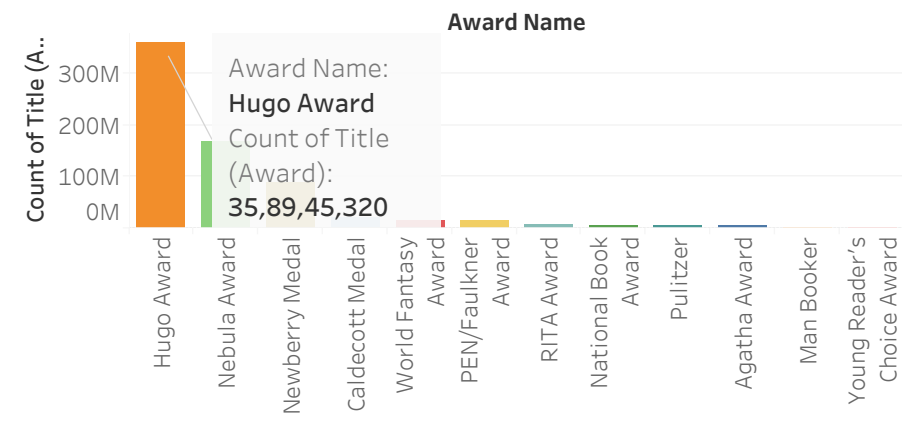 Award Name
Count of Title (A..
300M
200M
100M
0M
Award Name:
Hugo Award
Count of Title
(Award):
35,89,45,320
Hugo Award
Nebula Award
Newberry Medal
Caldecott Medal
World Fantasy
Award
PEN/Faulkner
Award
RITA Award
National Book
Award
Pulitzer
Agatha Award
Man Booker
Young Reader's
Choice Award